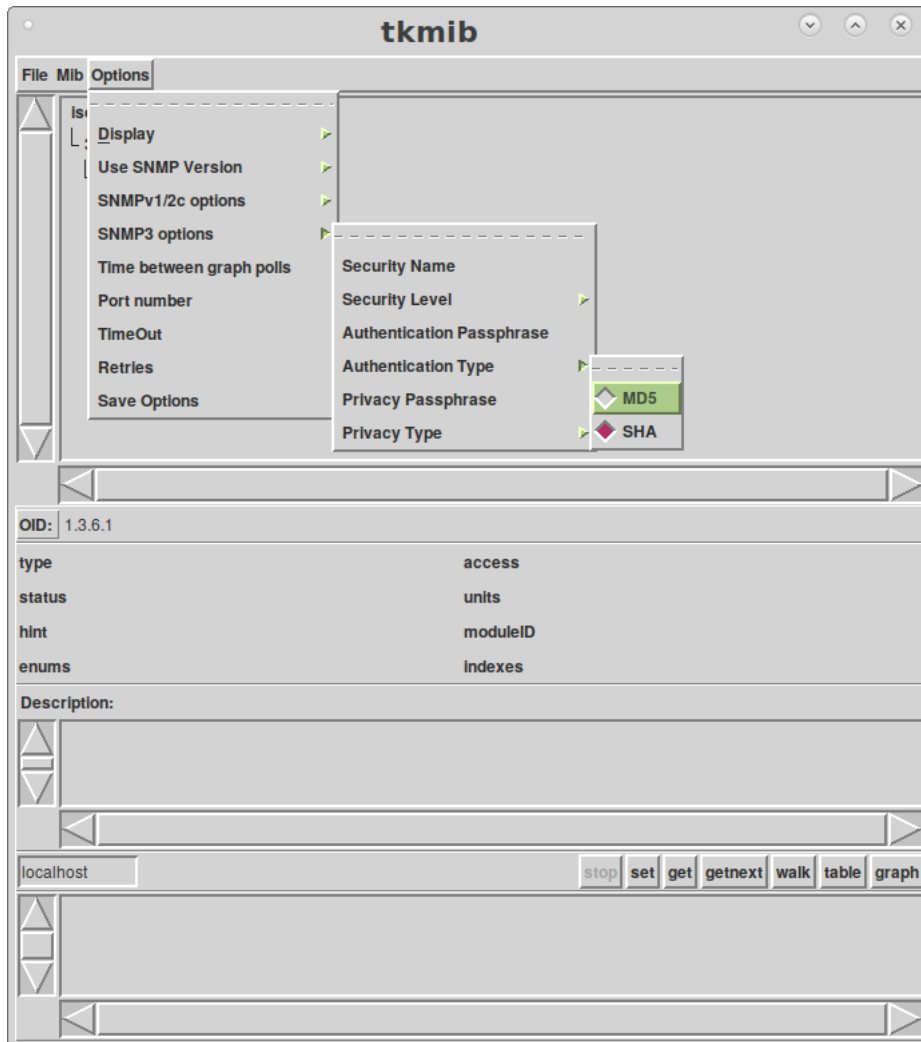 tkmib
File Mib Options
Display
Use SNMP Version
SNMPv1/2c options
SNMP3 options
Time between graph polls
Port number
TimeOut
Retries
Save Options
Security Name
Security Level
Authentication Passphrase
Authentication Type
Privacy Passphrase
Privacy Type
MD5
SHA
OID: 1.3.6.1
type access
status units
hint moduleID
enums indexes
Description:
localhost stop set get getnext walk table graph